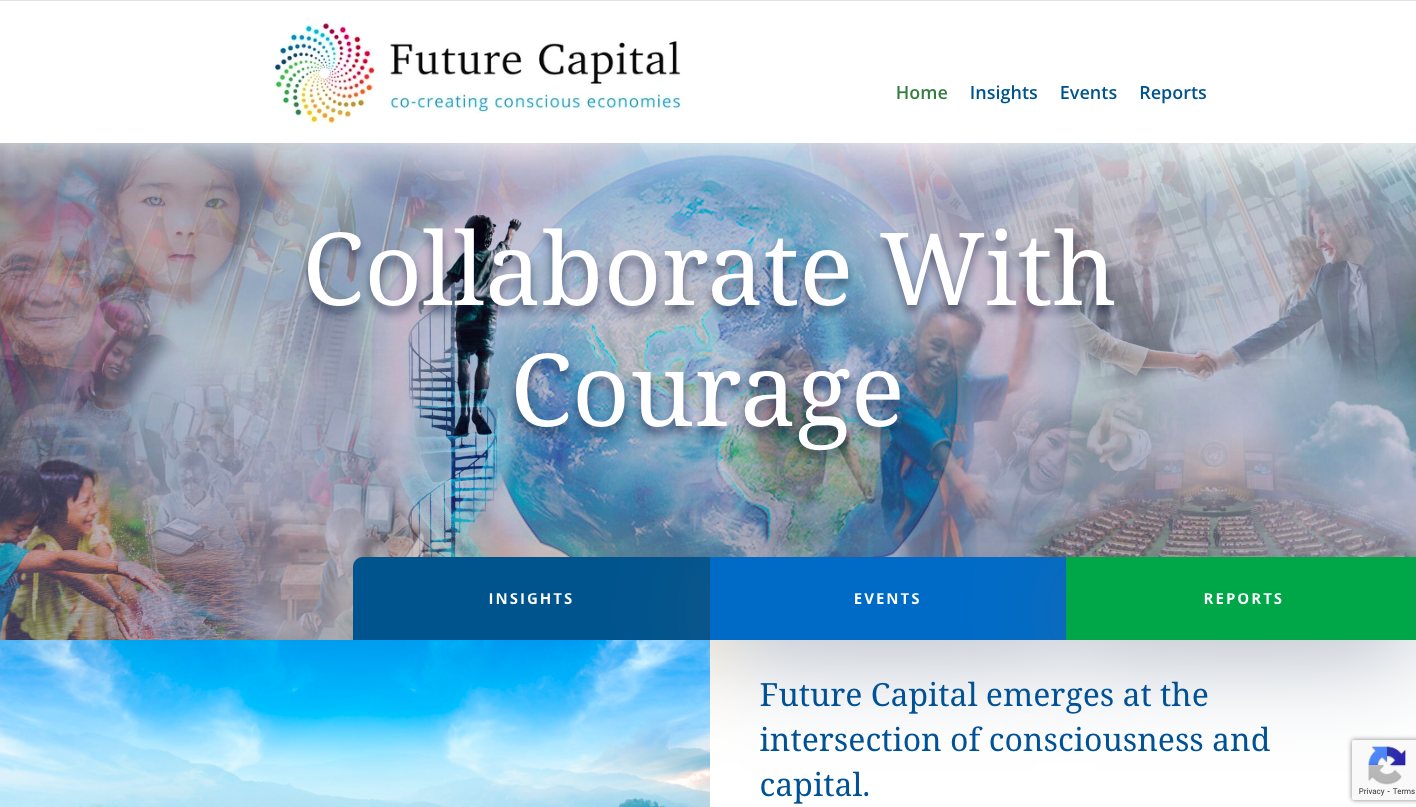 Future Capital
co-creating conscious economies
Home Insights Events Reports
Collaborate With
Courage
INSIGHTS EVENTS REPORTS
Future Capital emerges at the
intersection of consciousness and
capital.
Privacy - Terms